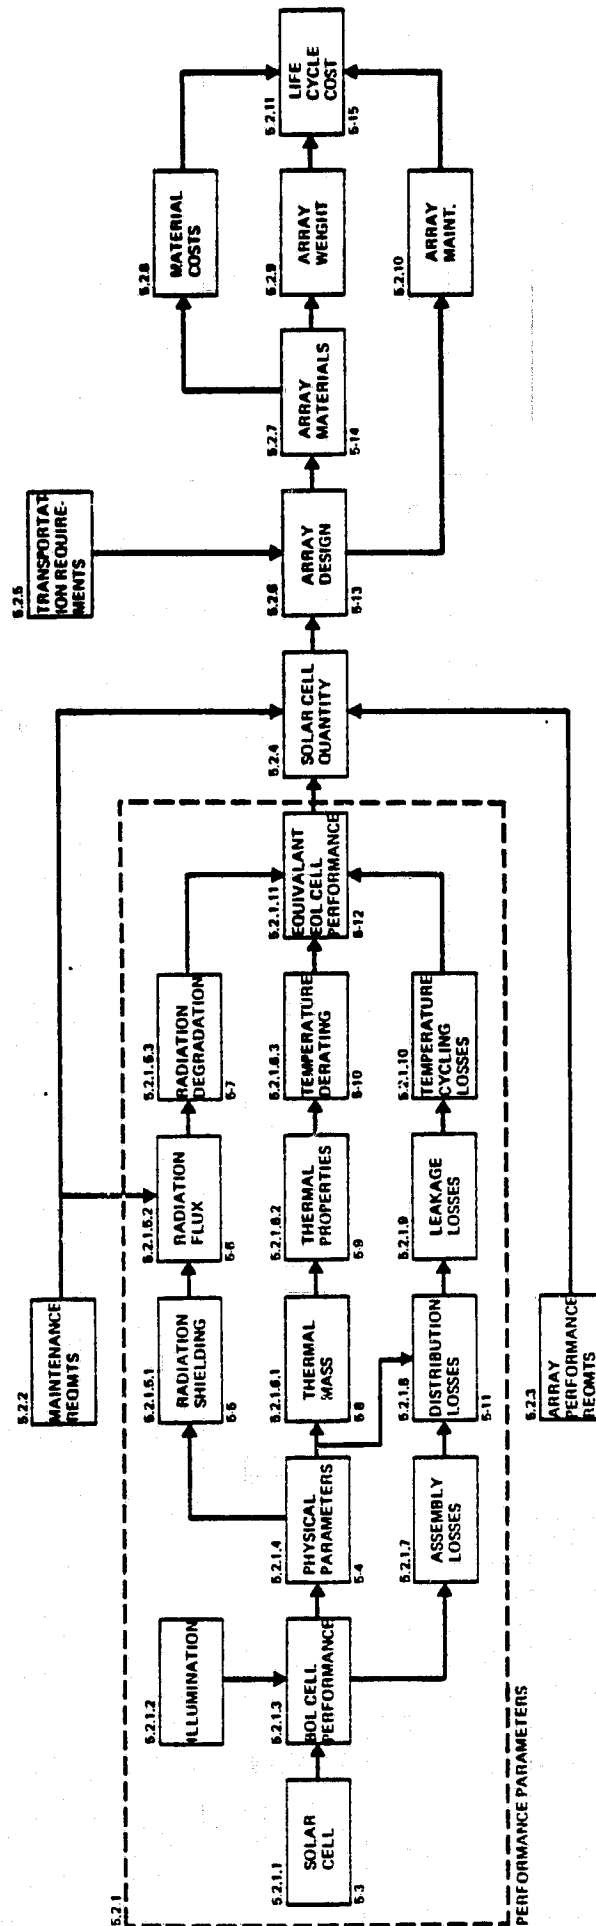 5.2.1
PERFORMANCE PARAMETERS
5.2.1.1
SOLAR
CELL
5-3
5.2.1.2
ILLUMINATION
5.2.1.3
BOL CELL
PERFORMANCE
5.2.1.4
PHYSICAL
PARAMETERS
5-4
5.2.1.5.1
RADIATION
SHIELDING
5-5
5.2.1.5.2
RADIATION
FLUX
5-6
5.2.1.5.3
RADIATION
DEGRADATION
5-7
5.2.1.6.1
THERMAL
MASS
5-8
5.2.1.6.2
THERMAL
PROPERTIES
5-9
5.2.1.6.3
TEMPERATURE
DERATING
5-10
5.2.1.7
ASSEMBLY
LOSSES
5.2.1.8
DISTRIBUTION
LOSSES
5-11
5.2.1.9
LEAKAGE
LOSSES
5.2.1.10
TEMPERATURE
CYCLING
LOSSES
5.2.1.11
EQUIVALANT
EOL CELL
PERFORMANCE
5-12
5.2.2
MAINTENANCE
REQMTS
5.2.3
ARRAY
PERFORMANCE
REQMTS
5.2.4
SOLAR CELL
QUANTITY
5.2.5
TRANSPORTAT
ION REQUIRE-
MENTS
5.2.6
ARRAY
DESIGN
5-13
5.2.7
ARRAY
MATERIALS
5-14
5.2.8
MATERIAL
COSTS
5.2.9
ARRAY
WEIGHT
5.2.10
ARRAY
MAINT.
5.2.11
LIFE
CYCLE
COST
5-15